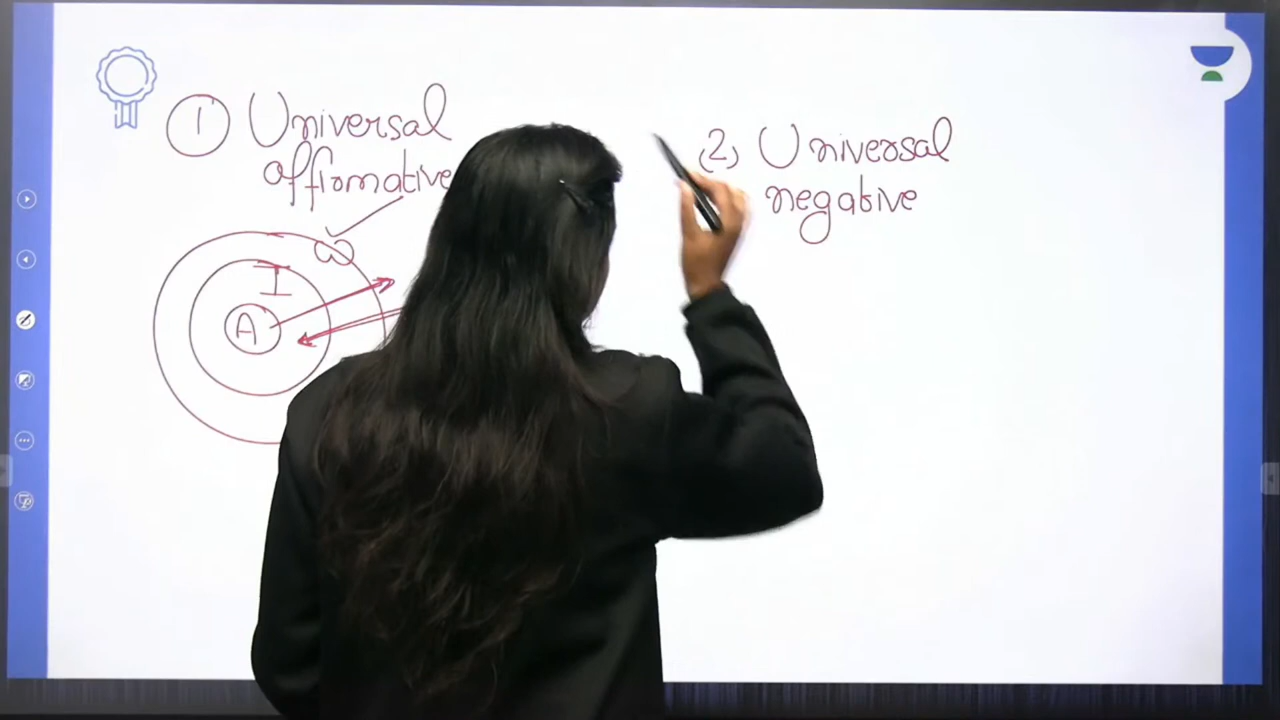 1 Universal
affirmative
I
A
(2) Universal
negative